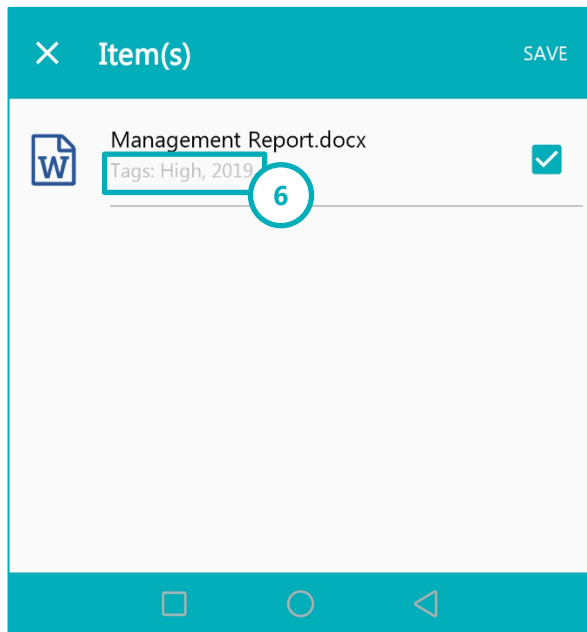 Item(s)
SAVE
W
Management Report.docx
Tags: High, 2019
6